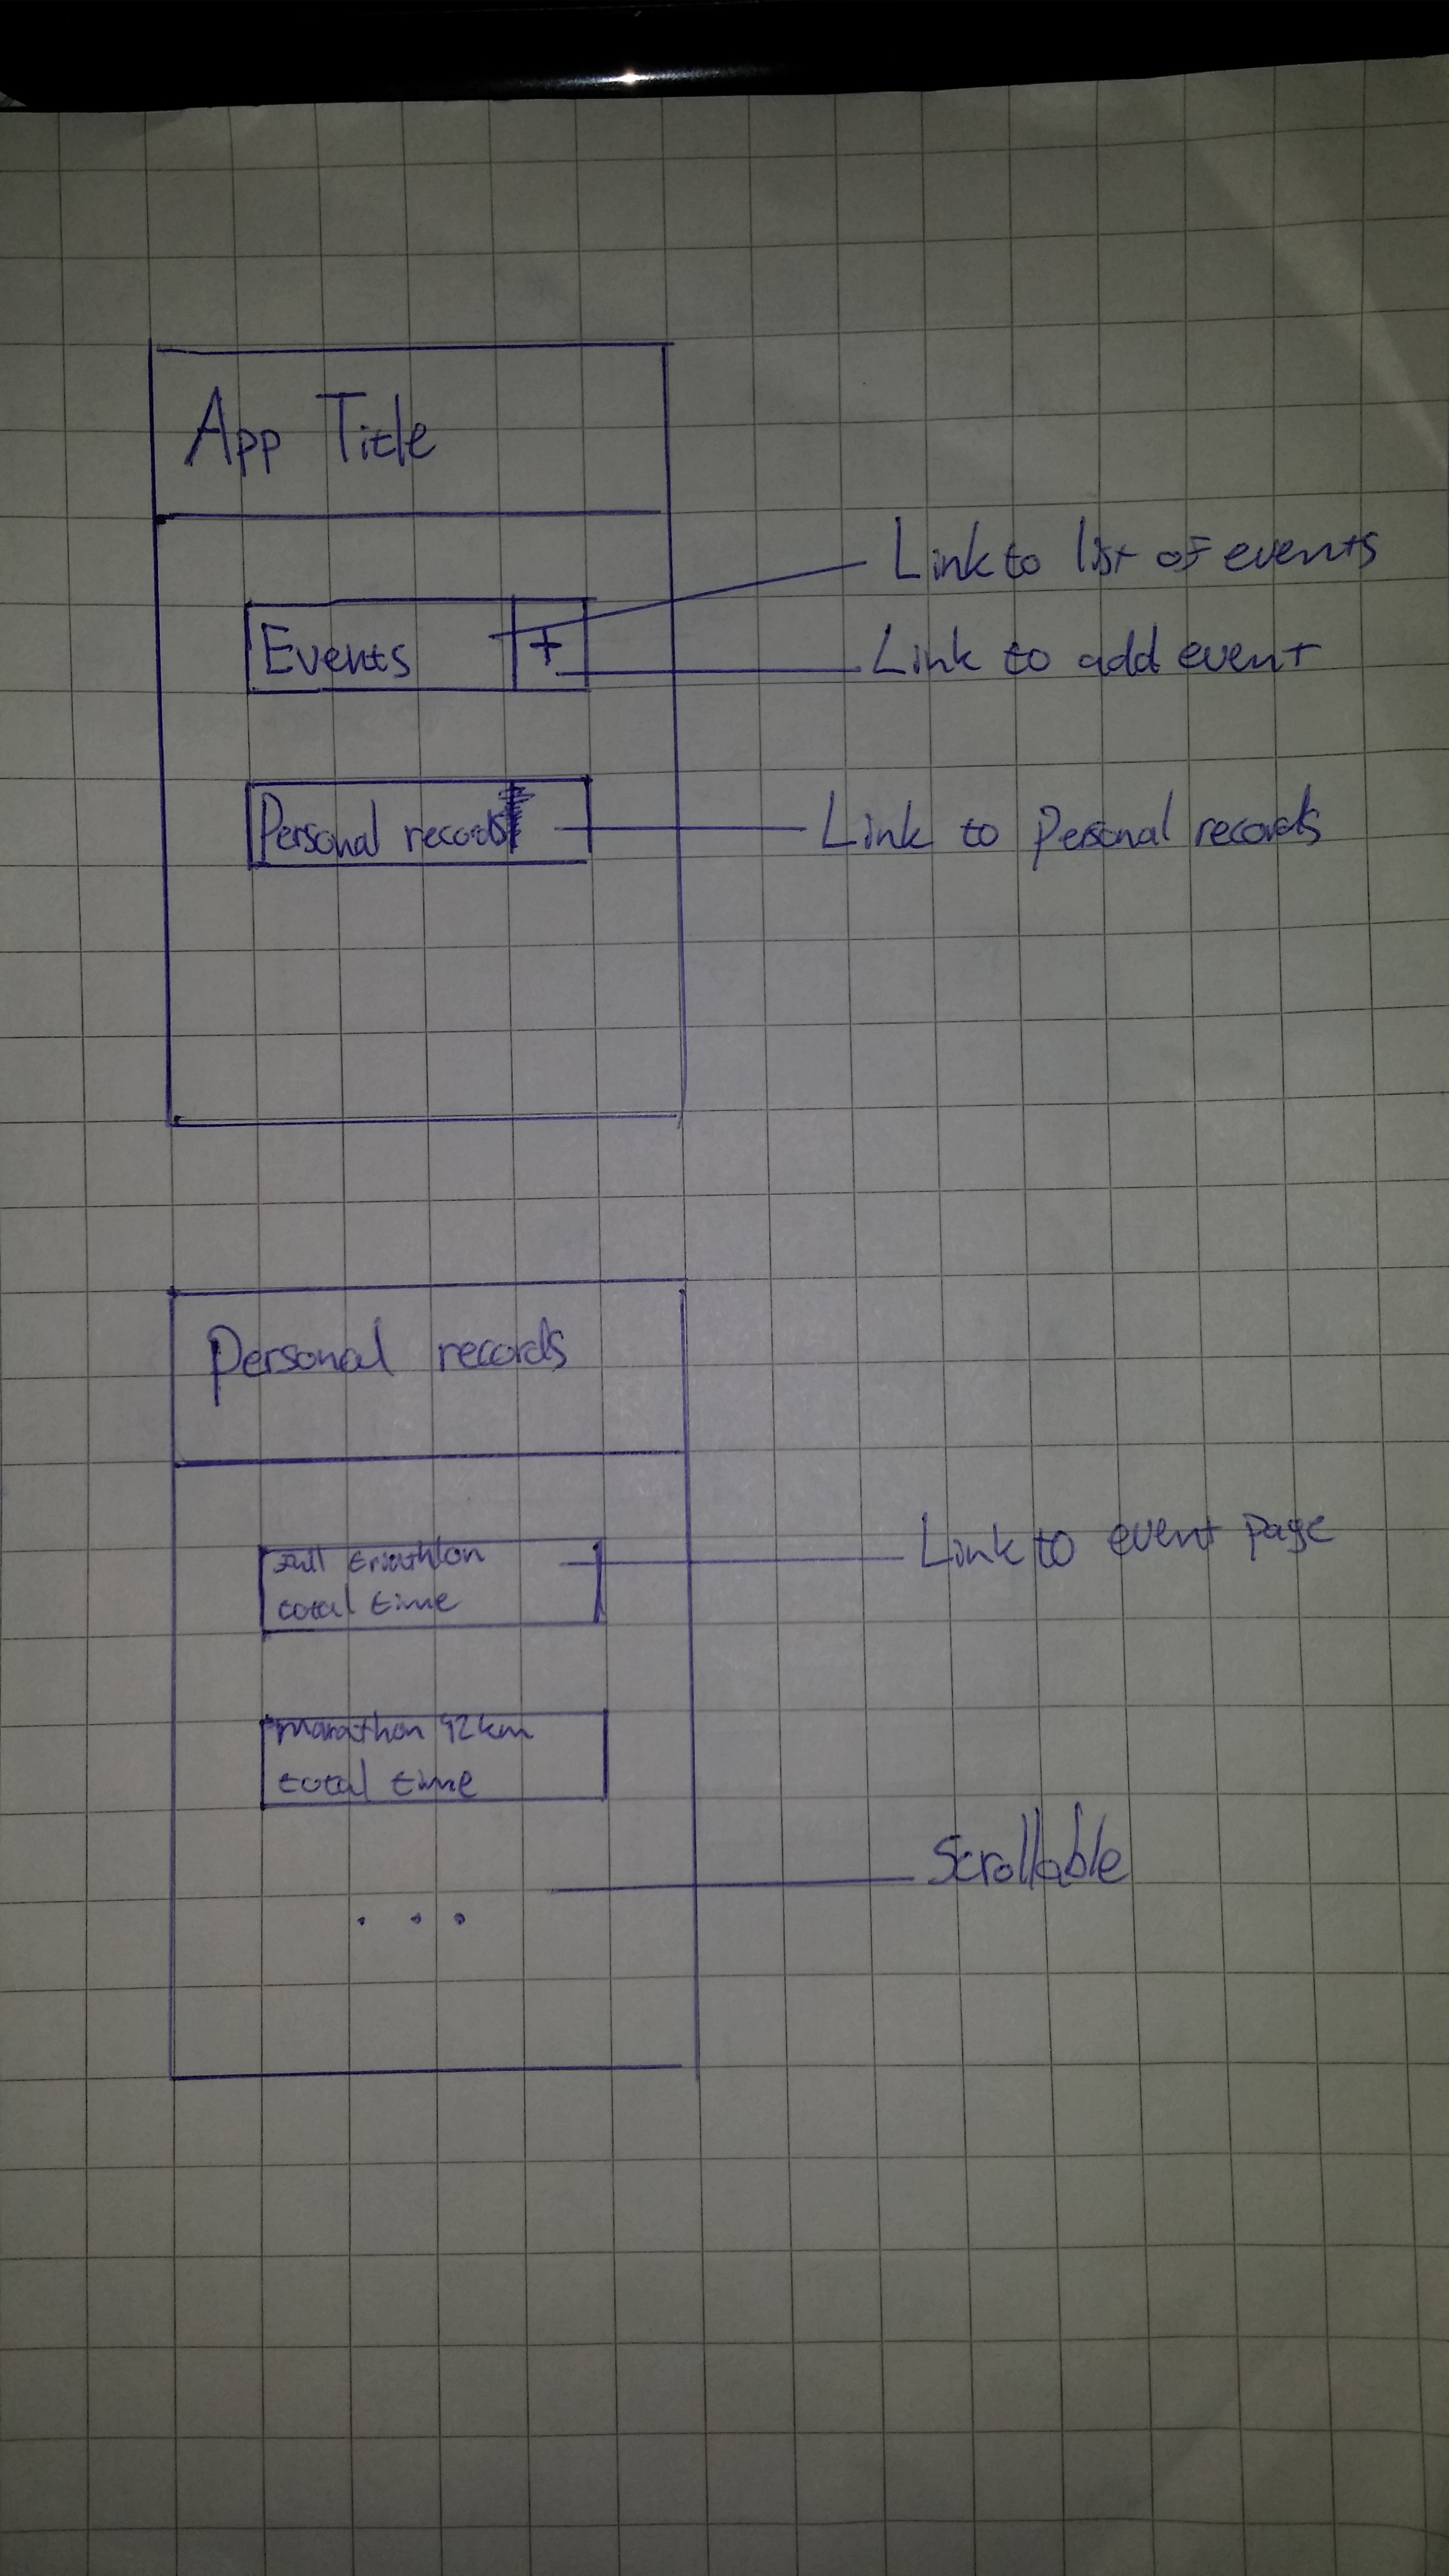 App Title
Link to list of events
Events +
Link to add event
Personal records
Link to Personal records
Personal records
Link to event page
full triathlon
total time
marathon 42km
total time
Scrollable
...